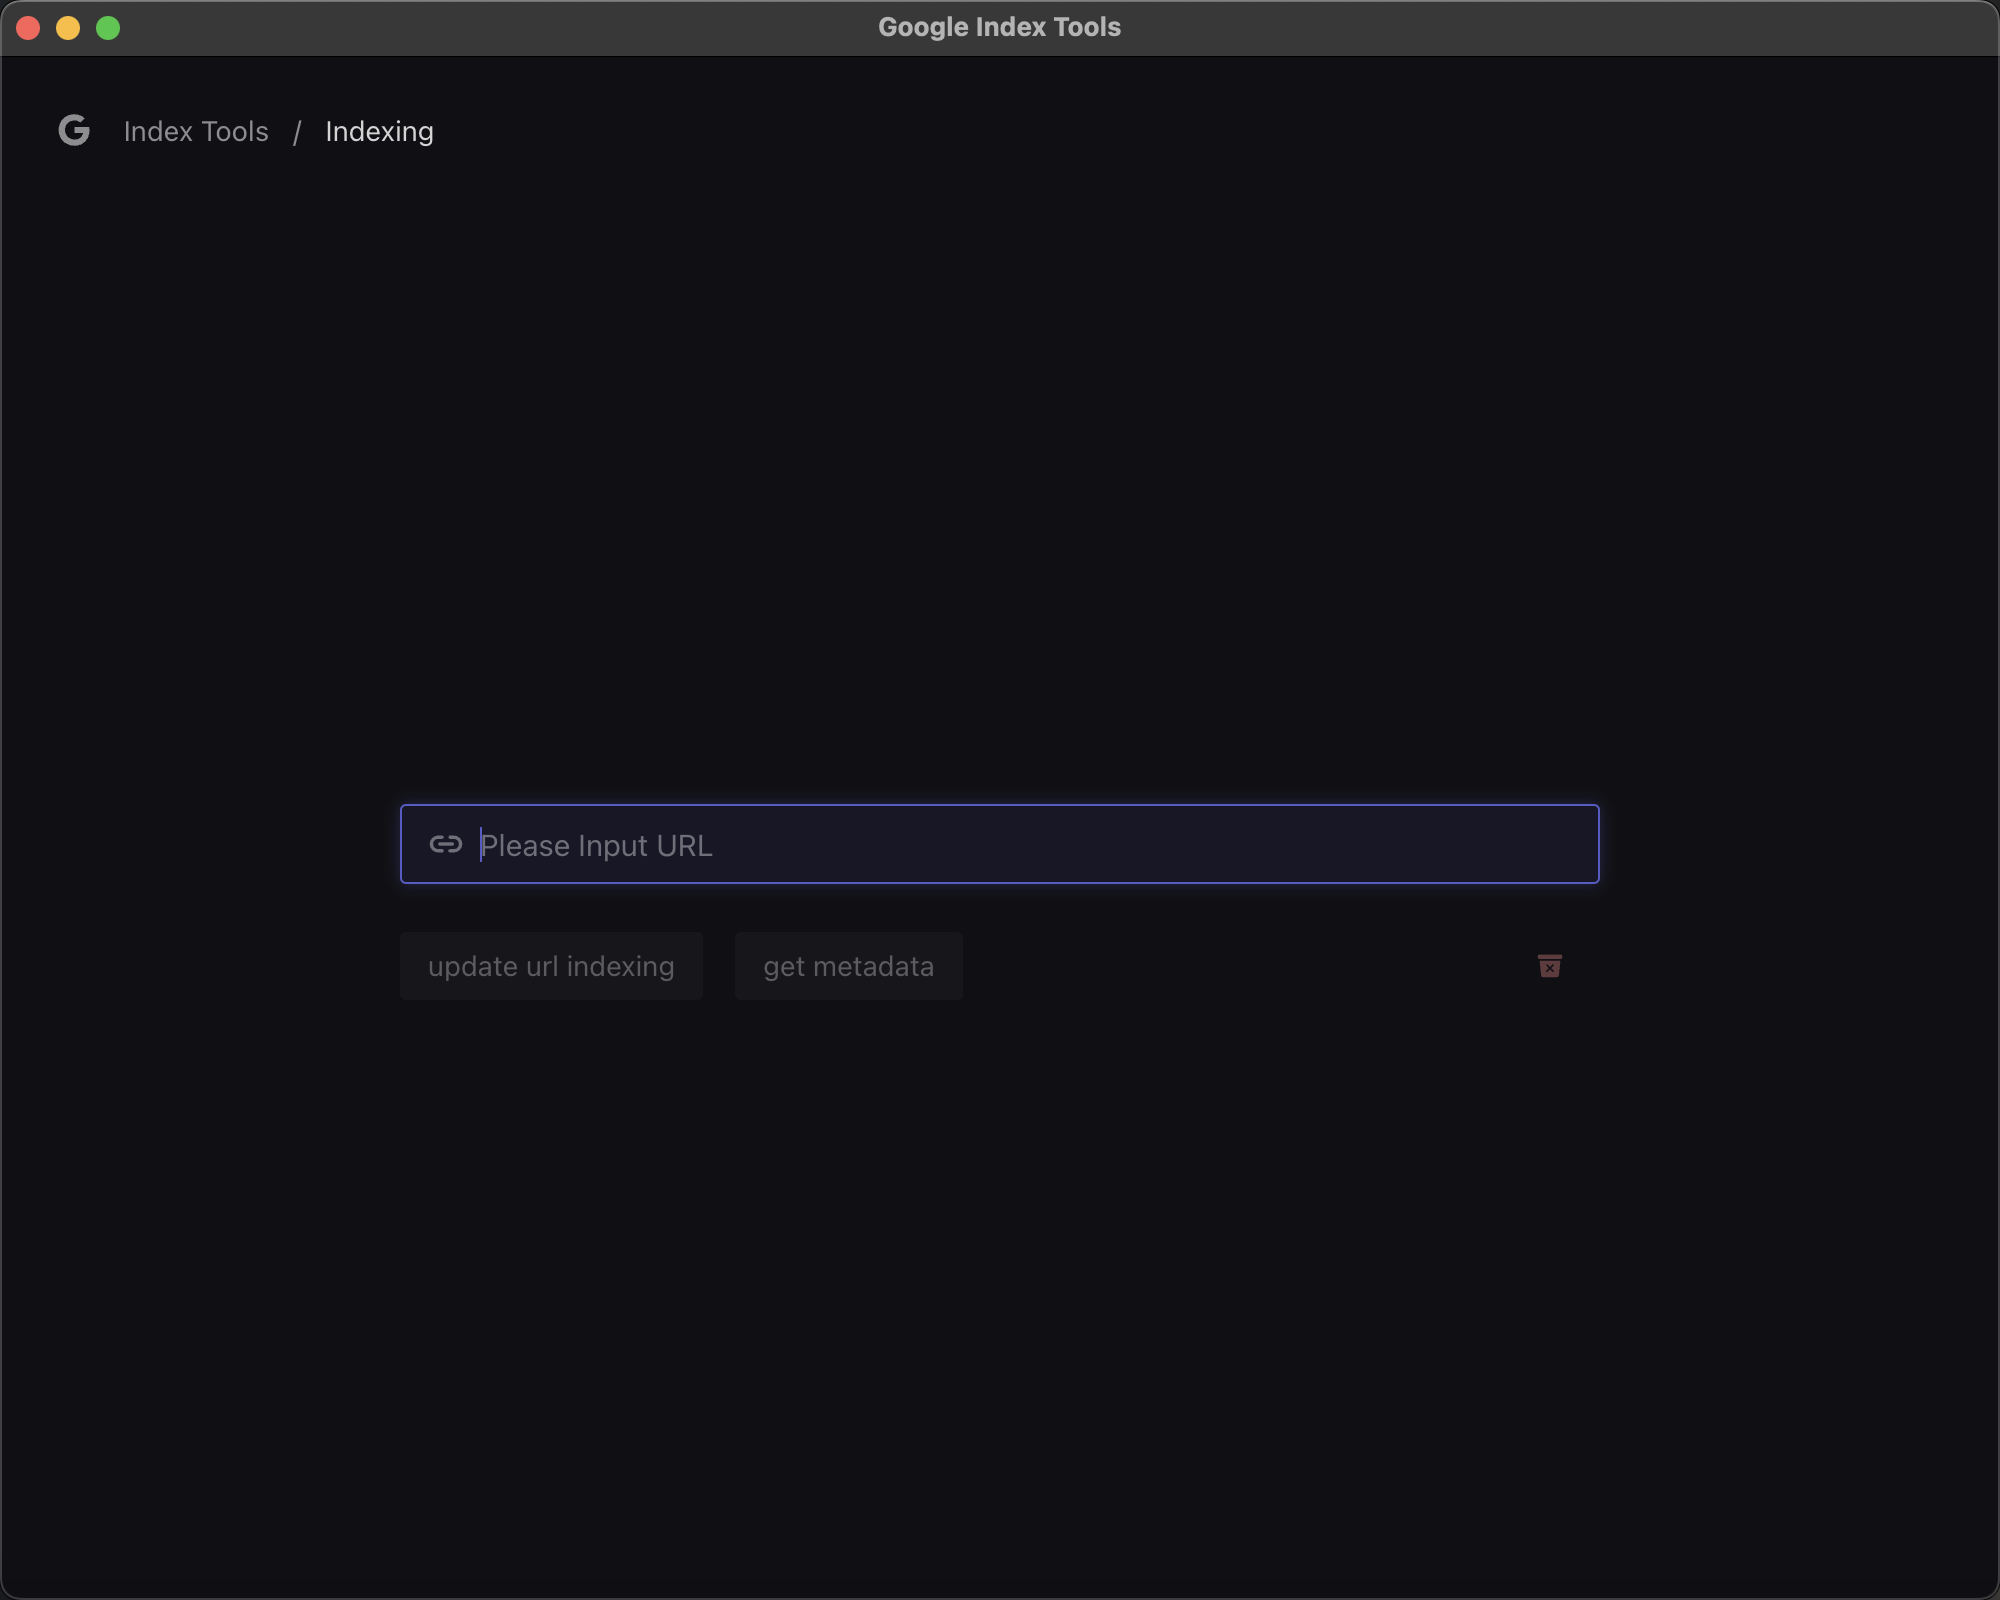 Google Index Tools
Index Tools / Indexing
Please Input URL
update url indexing
get metadata